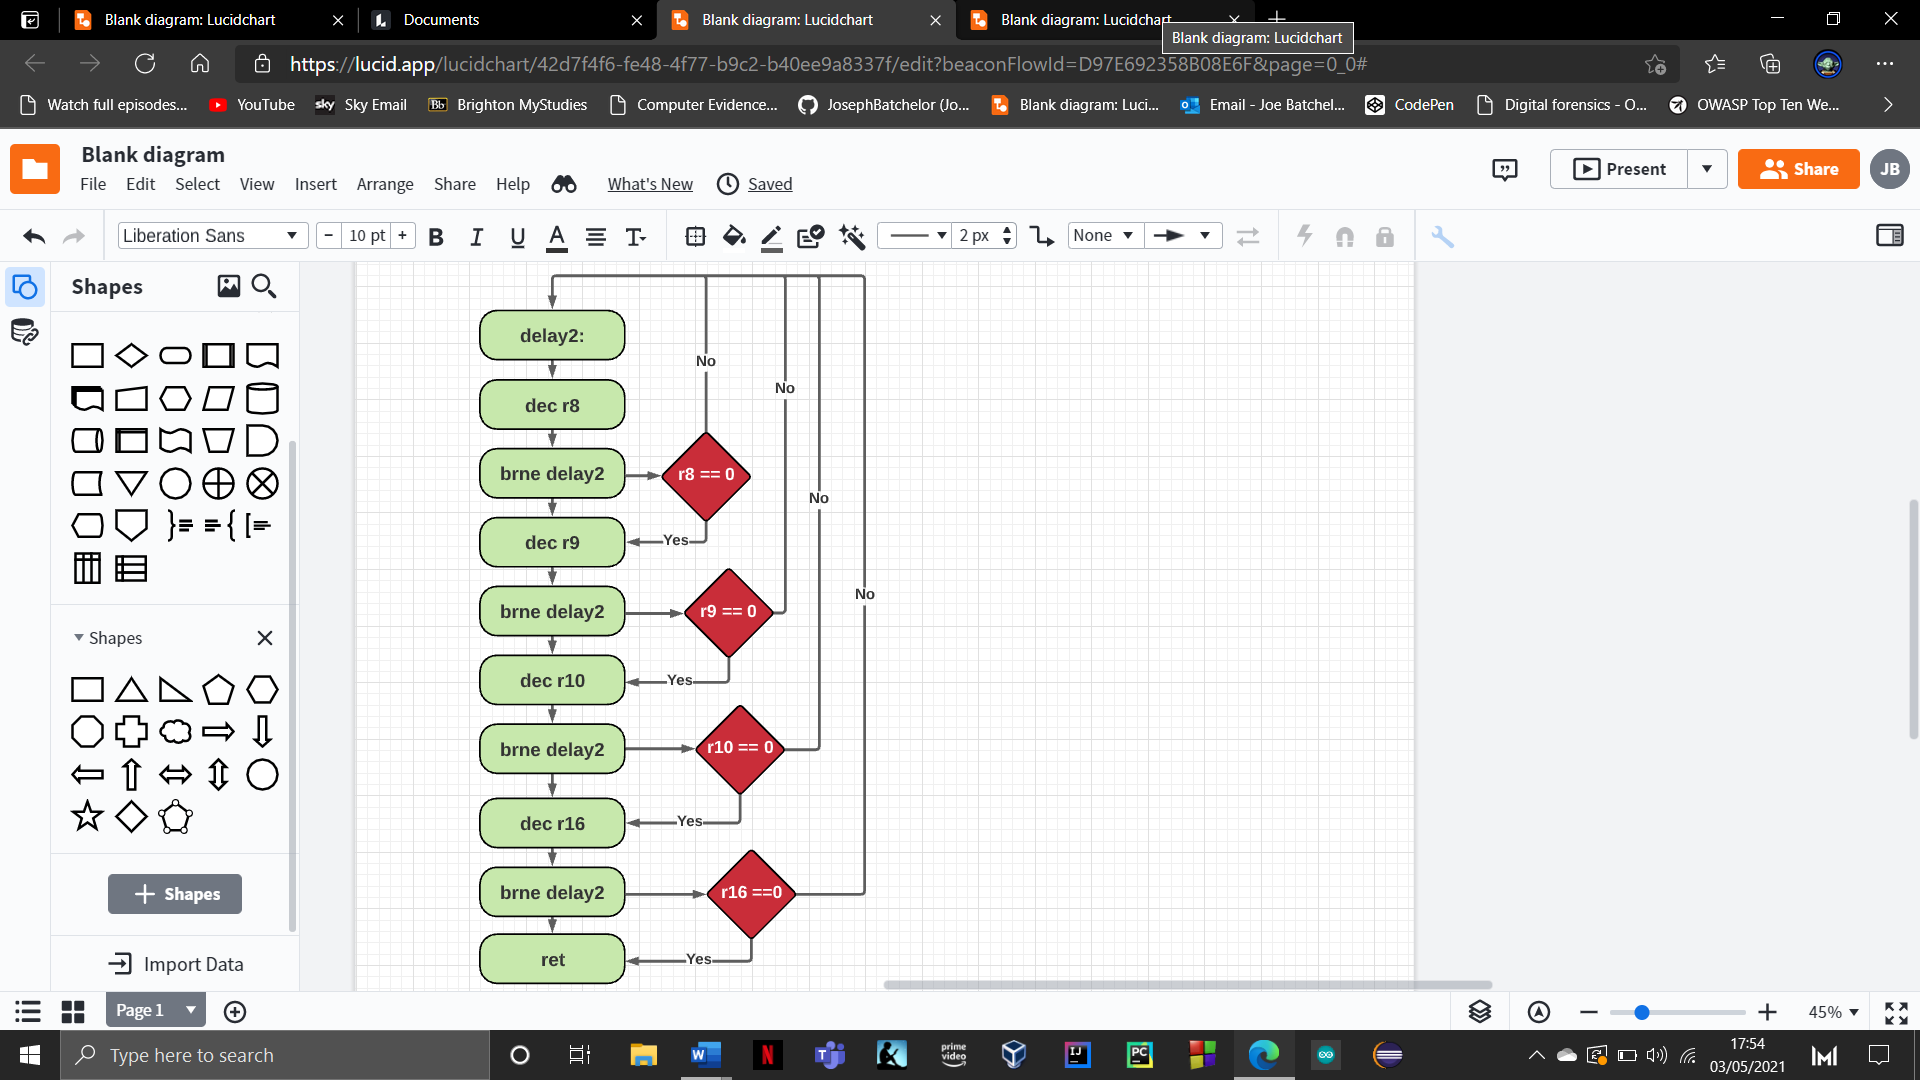 Blank diagram: Lucidchart
Documents
Blank diagram: Lucidchart
Blank diagram: Lucidchart
Blank diagram: Lucidchart
https://lucid.app/lucidchart/42d7f4f6-fe48-4f77-b9c2-b40ee9a8337f/edit?beaconFlowId=D97E692358B08E6F&page=0_0#
Watch full episodes...
YouTube
sky Sky Email
Bb Brighton MyStudies
Computer Evidence...
JosephBatchelor (Jo...
Blank diagram: Luci...
Email - Joe Batchel...
CodePen
Digital forensics - O...
OWASP Top Ten We...
Blank diagram
File Edit Select View Insert Arrange Share Help What's New Saved
Present
Share
JB
Liberation Sans
- 10 pt +
B I U A T
2 px
None
Shapes
delay2:
No
No
dec r8
brne delay2
r8 == 0
No
dec r9
Yes
No
brne delay2
r9 == 0
dec r10
Yes
brne delay2
r10 == 0
dec r16
Yes
brne delay2
r16 ==0
ret
Yes
Shapes
+ Shapes
Import Data
Page 1
45%
Type here to search
W
N
prime video
IJ
PC
17:54
03/05/2021